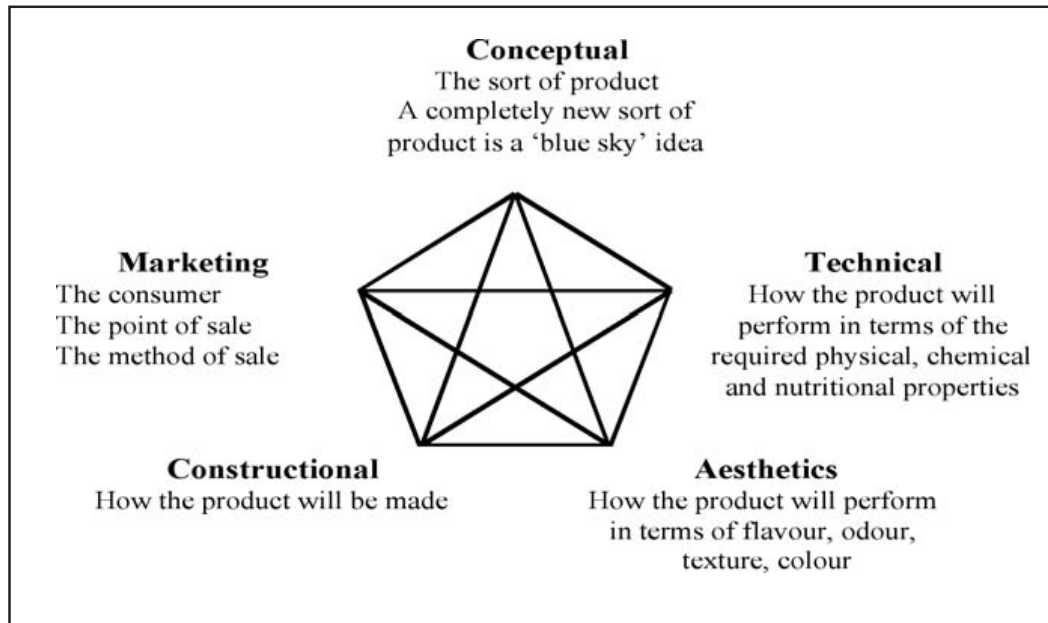 Conceptual
The sort of product
A completely new sort of
product is a ‘blue sky’ idea
Marketing
The consumer
The point of sale
The method of sale
Technical
How the product will
perform in terms of the
required physical, chemical
and nutritional properties
Constructional
How the product will be made
Aesthetics
How the product will perform
in terms of flavour, odour,
texture, colour